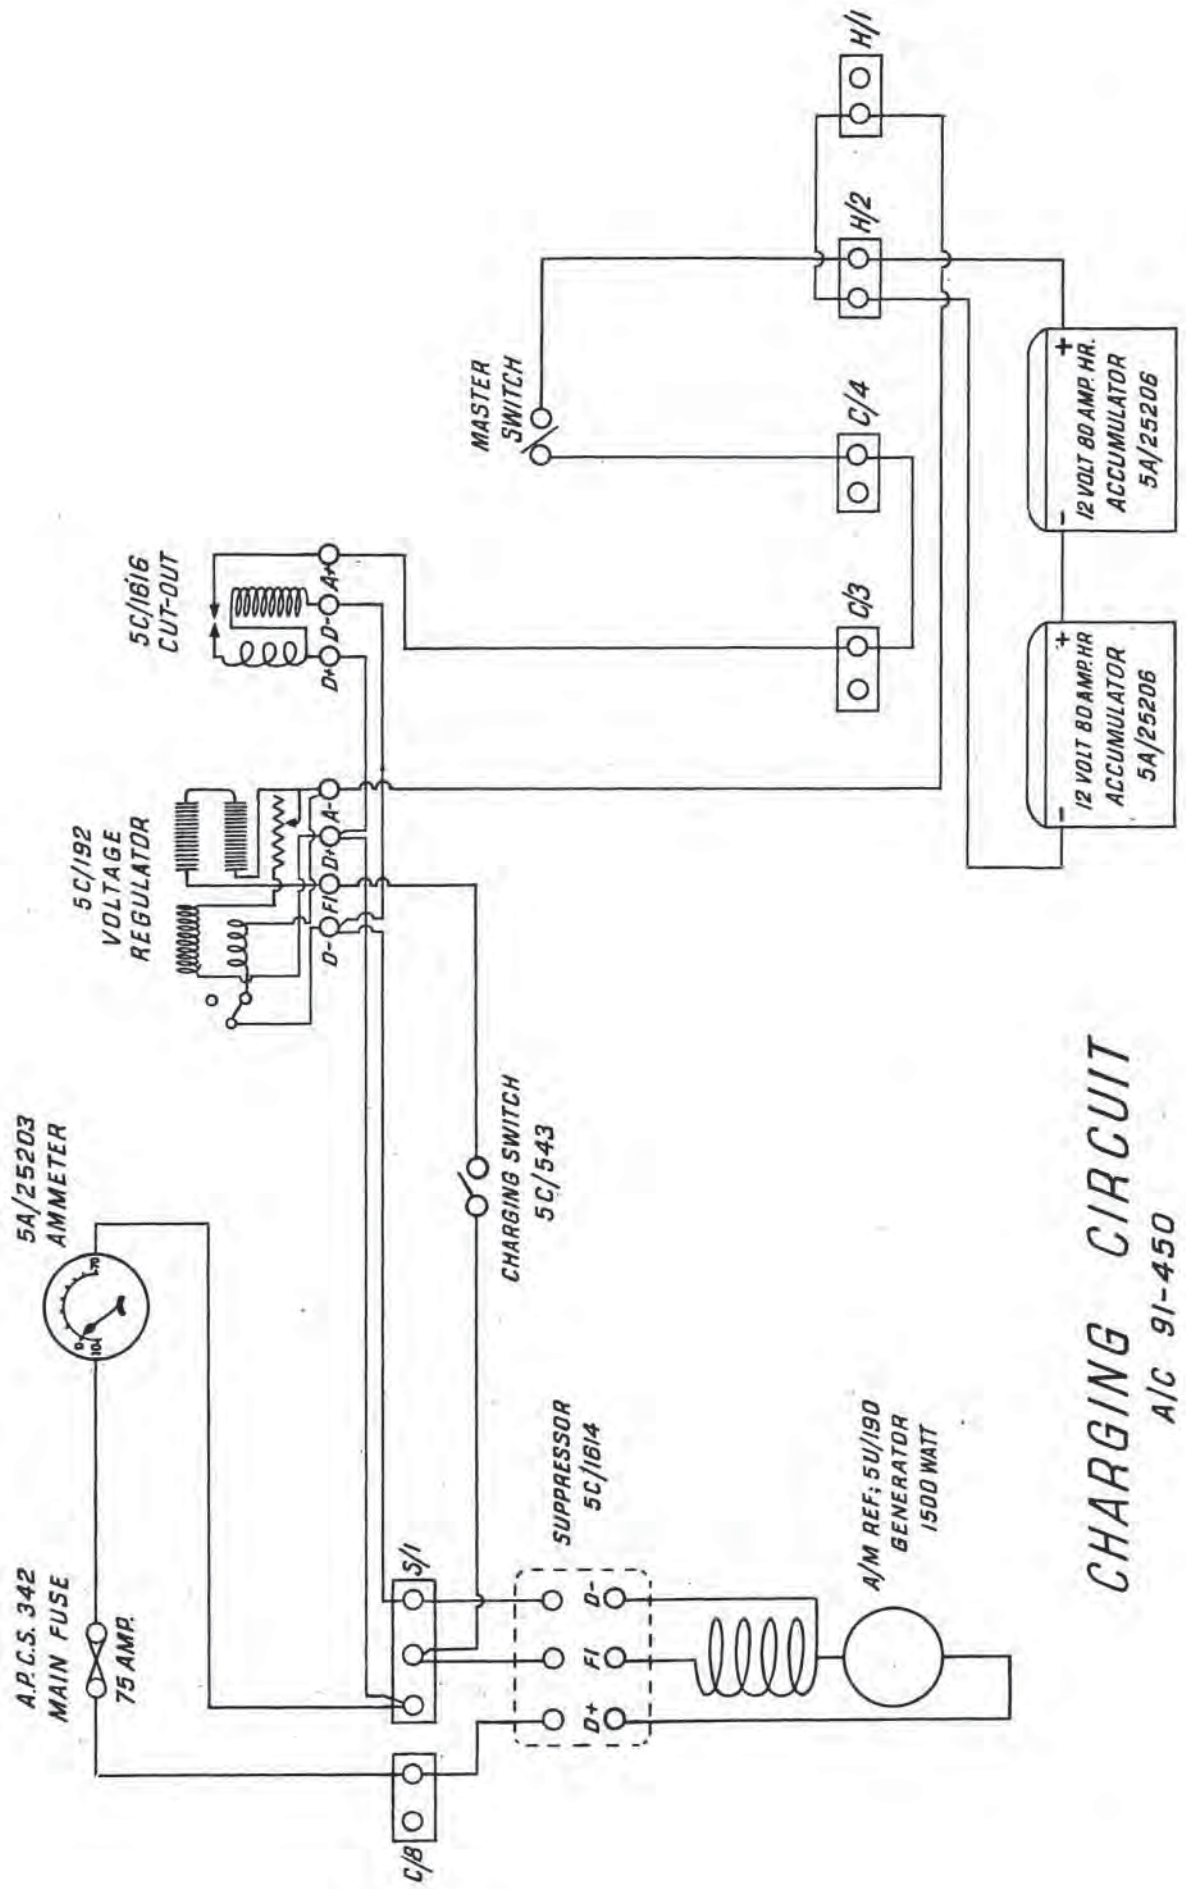 A.P.C.S. 342
MAIN FUSE
75 AMP.
5A/25203
AMMETER
10
0
70
5C/192
VOLTAGE
REGULATOR
D-
F1
D+
A-
5C/1616
CUT-OUT
D+
D-
A+
C/8
S/1
CHARGING SWITCH
5C/543
MASTER
SWITCH
SUPPRESSOR
5C/1614
D+
F1
D-
C/3
C/4
H/2
H/1
A/M REF; 5U/190
GENERATOR
1500 WATT
- +
12 VOLT 80 AMP.HR
ACCUMULATOR
5A/25206
- +
12 VOLT 80 AMP. HR.
ACCUMULATOR
5A/25206
CHARGING CIRCUIT
A/C 91-450